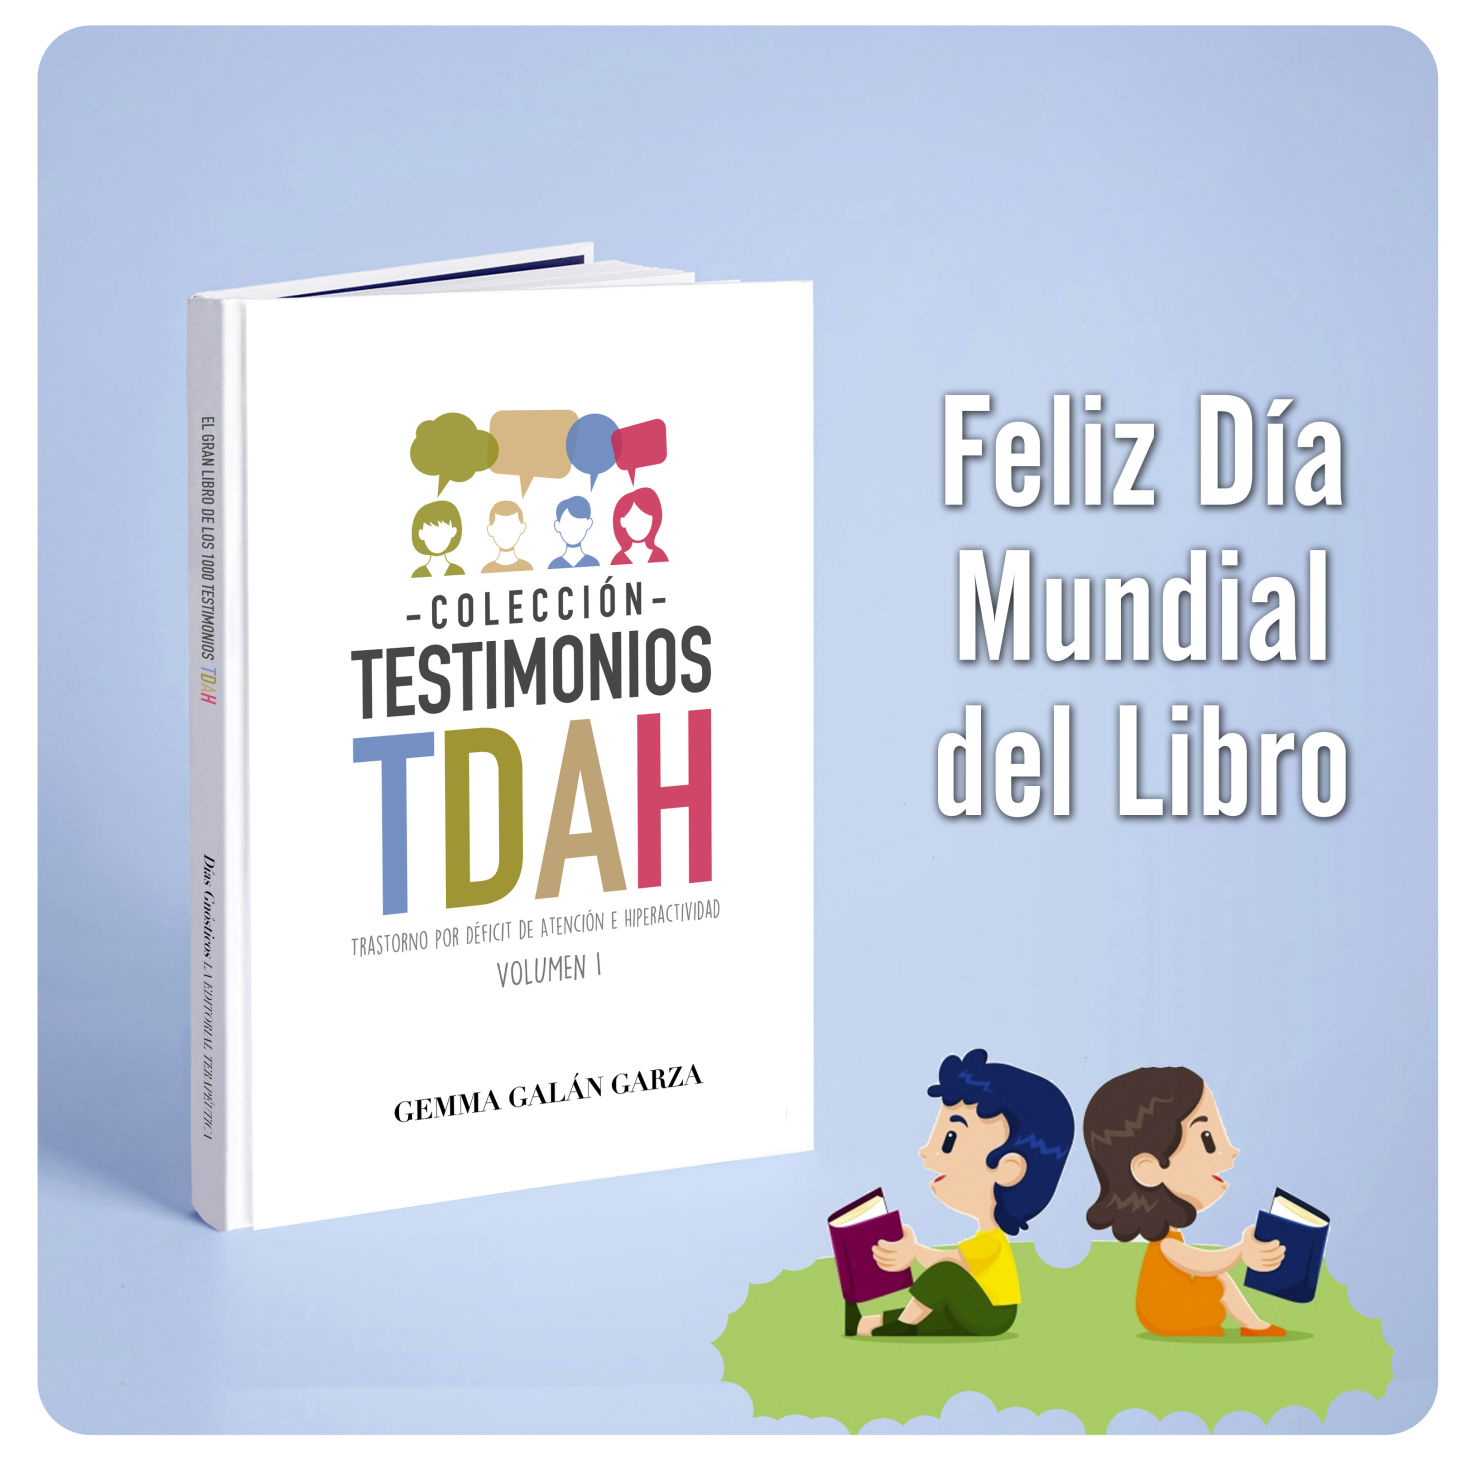 EL GRAN LIBRO DE LOS 1000 TESTIMONIOS TDAH
Días Gnósticos LA EDITORIAL TERAPÉUTICA
-COLECCIÓN-
TESTIMONIOS
TDAH
TRASTORNO POR DÉFICIT DE ATENCIÓN E HIPERACTIVIDAD
VOLUMEN I
GEMMA GALÁN GARZA
Feliz Día
Mundial
del Libro